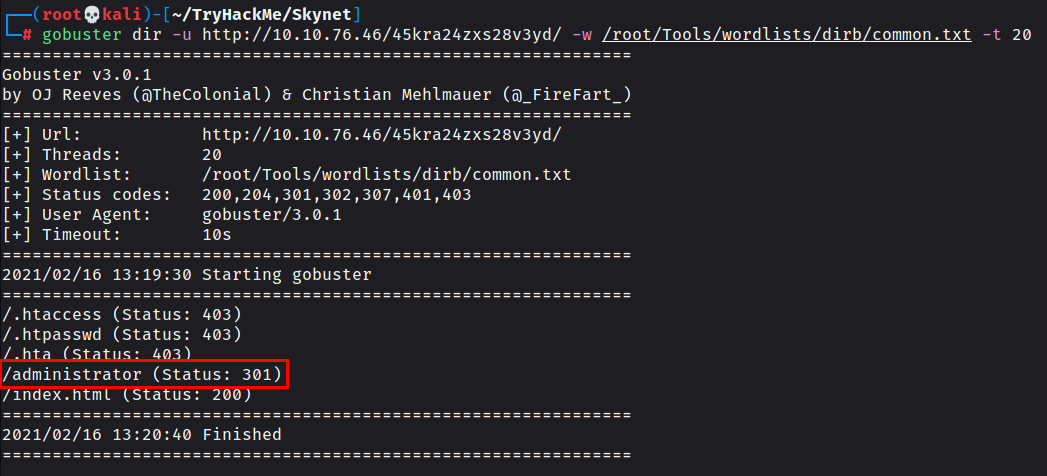 ┌──(root💀kali)-[~/TryHackMe/Skynet]
└─# gobuster dir -u http://10.10.76.46/45kra24zxs28v3yd/ -w /root/Tools/wordlists/dirb/common.txt -t 20
===============================================================
Gobuster v3.0.1
by OJ Reeves (@TheColonial) & Christian Mehlmauer (@_FireFart_)
===============================================================
[+] Url:            http://10.10.76.46/45kra24zxs28v3yd/
[+] Threads:        20
[+] Wordlist:       /root/Tools/wordlists/dirb/common.txt
[+] Status codes:   200,204,301,302,307,401,403
[+] User Agent:     gobuster/3.0.1
[+] Timeout:        10s
===============================================================
2021/02/16 13:19:30 Starting gobuster
===============================================================
/.htaccess (Status: 403)
/.htpasswd (Status: 403)
/.hta (Status: 403)
/administrator (Status: 301)
/index.html (Status: 200)
===============================================================
2021/02/16 13:20:40 Finished
===============================================================